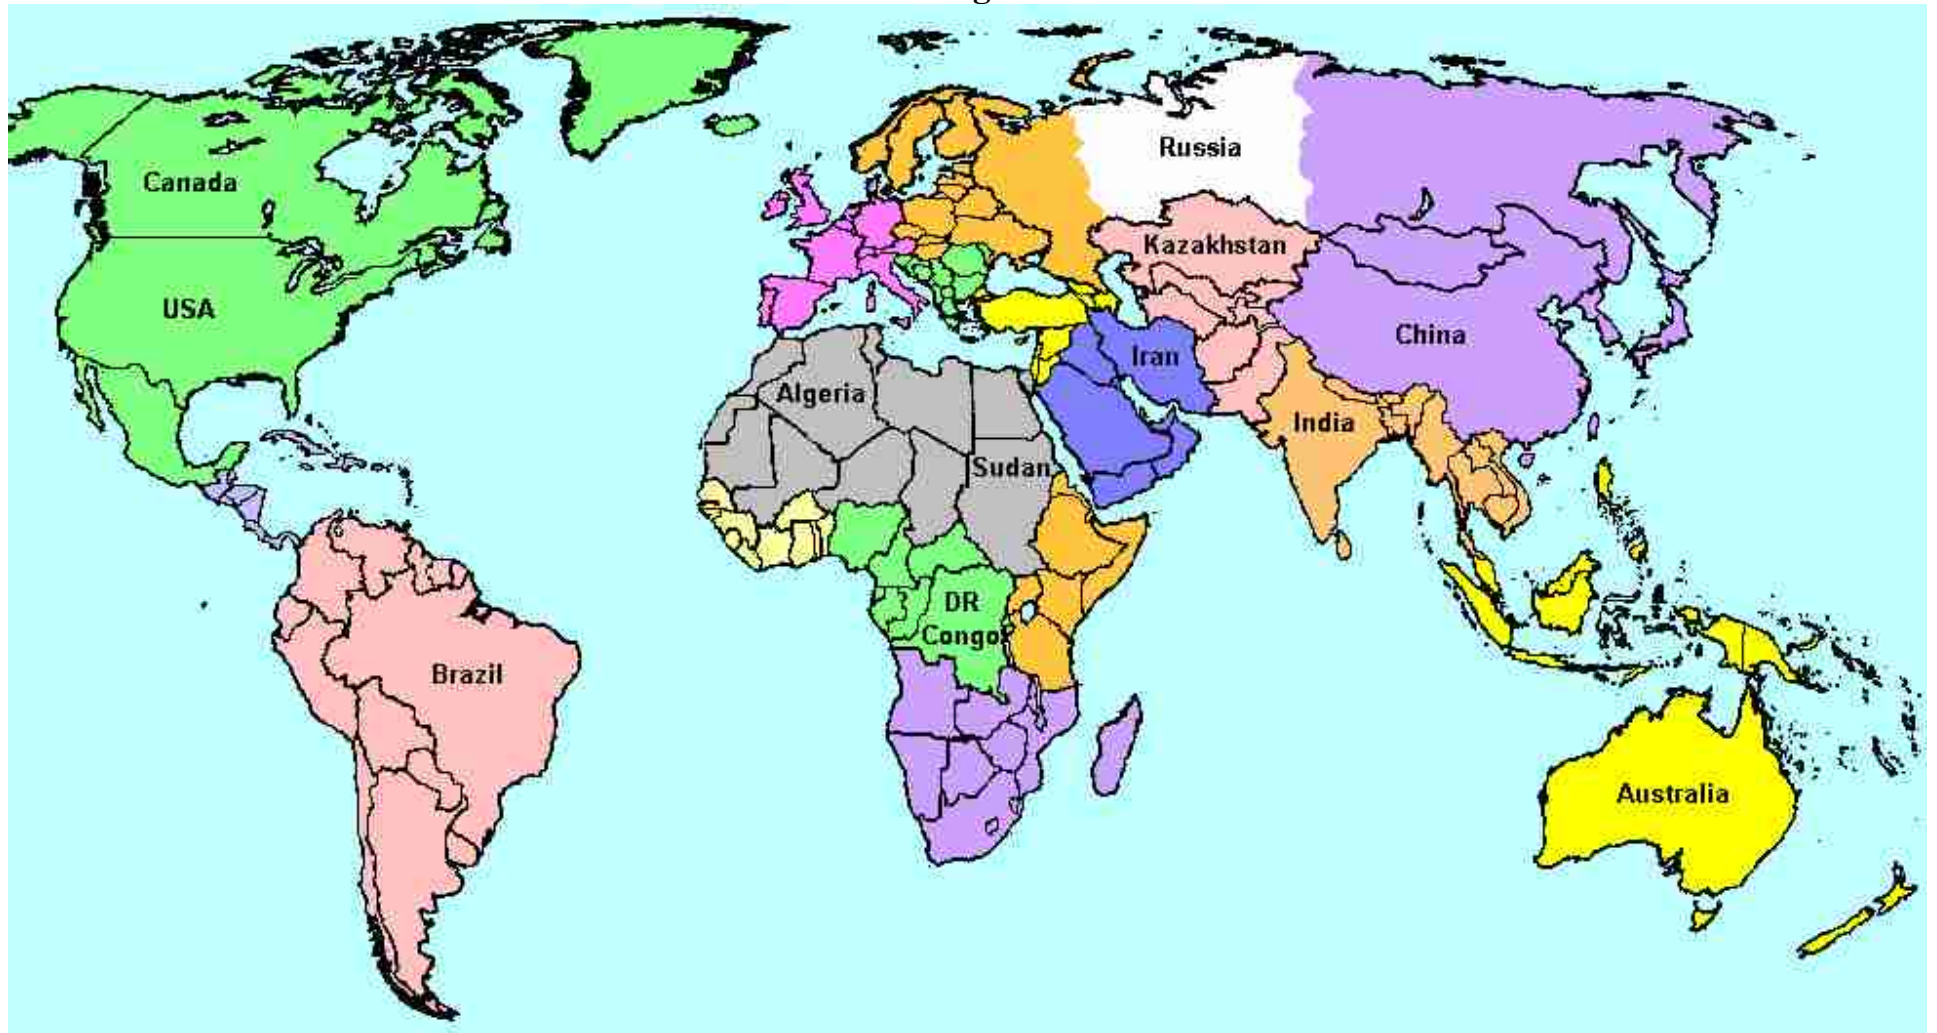 Canada
Russia
USA
Kazakhstan
China
Iran
Algeria
India
Sudan
DR
Congo
Brazil
Australia